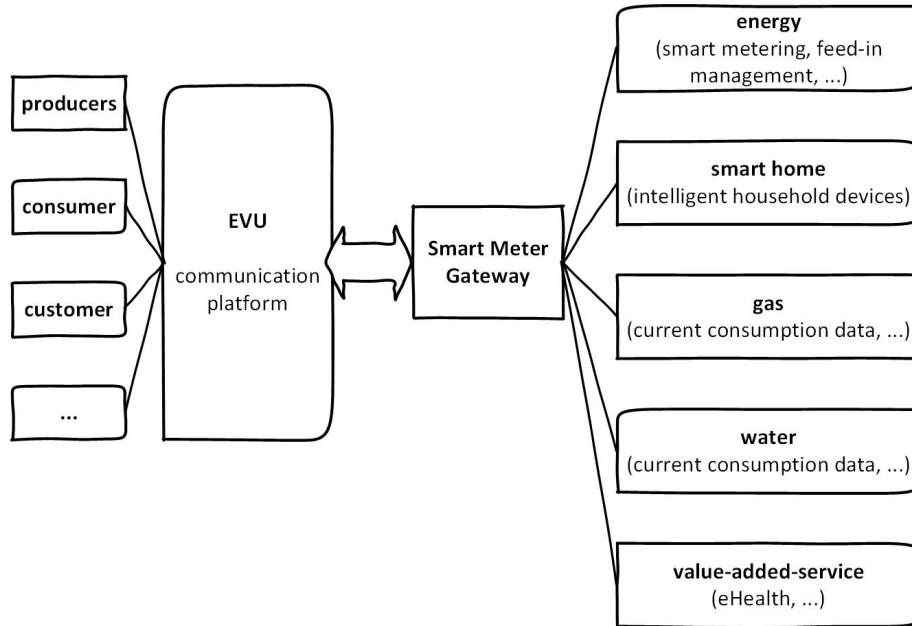 producers
consumer
customer
...
EVU
communication
platform
Smart Meter
Gateway
energy
(smart metering, feed-in
management, ...)
smart home
(intelligent household devices)
gas
(current consumption data, ...)
water
(current consumption data, ...)
value-added-service
(eHealth, ...)